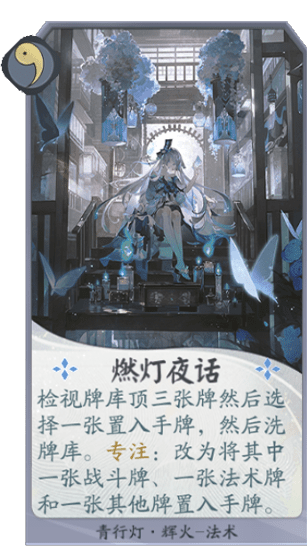 燃灯夜话
检视牌库顶三张牌然后选
择一张置入手牌，然后洗
牌库。专注：改为将其中
一张战斗牌、一张法术牌
和一张其他牌置入手牌。
青行灯·辉火-法术